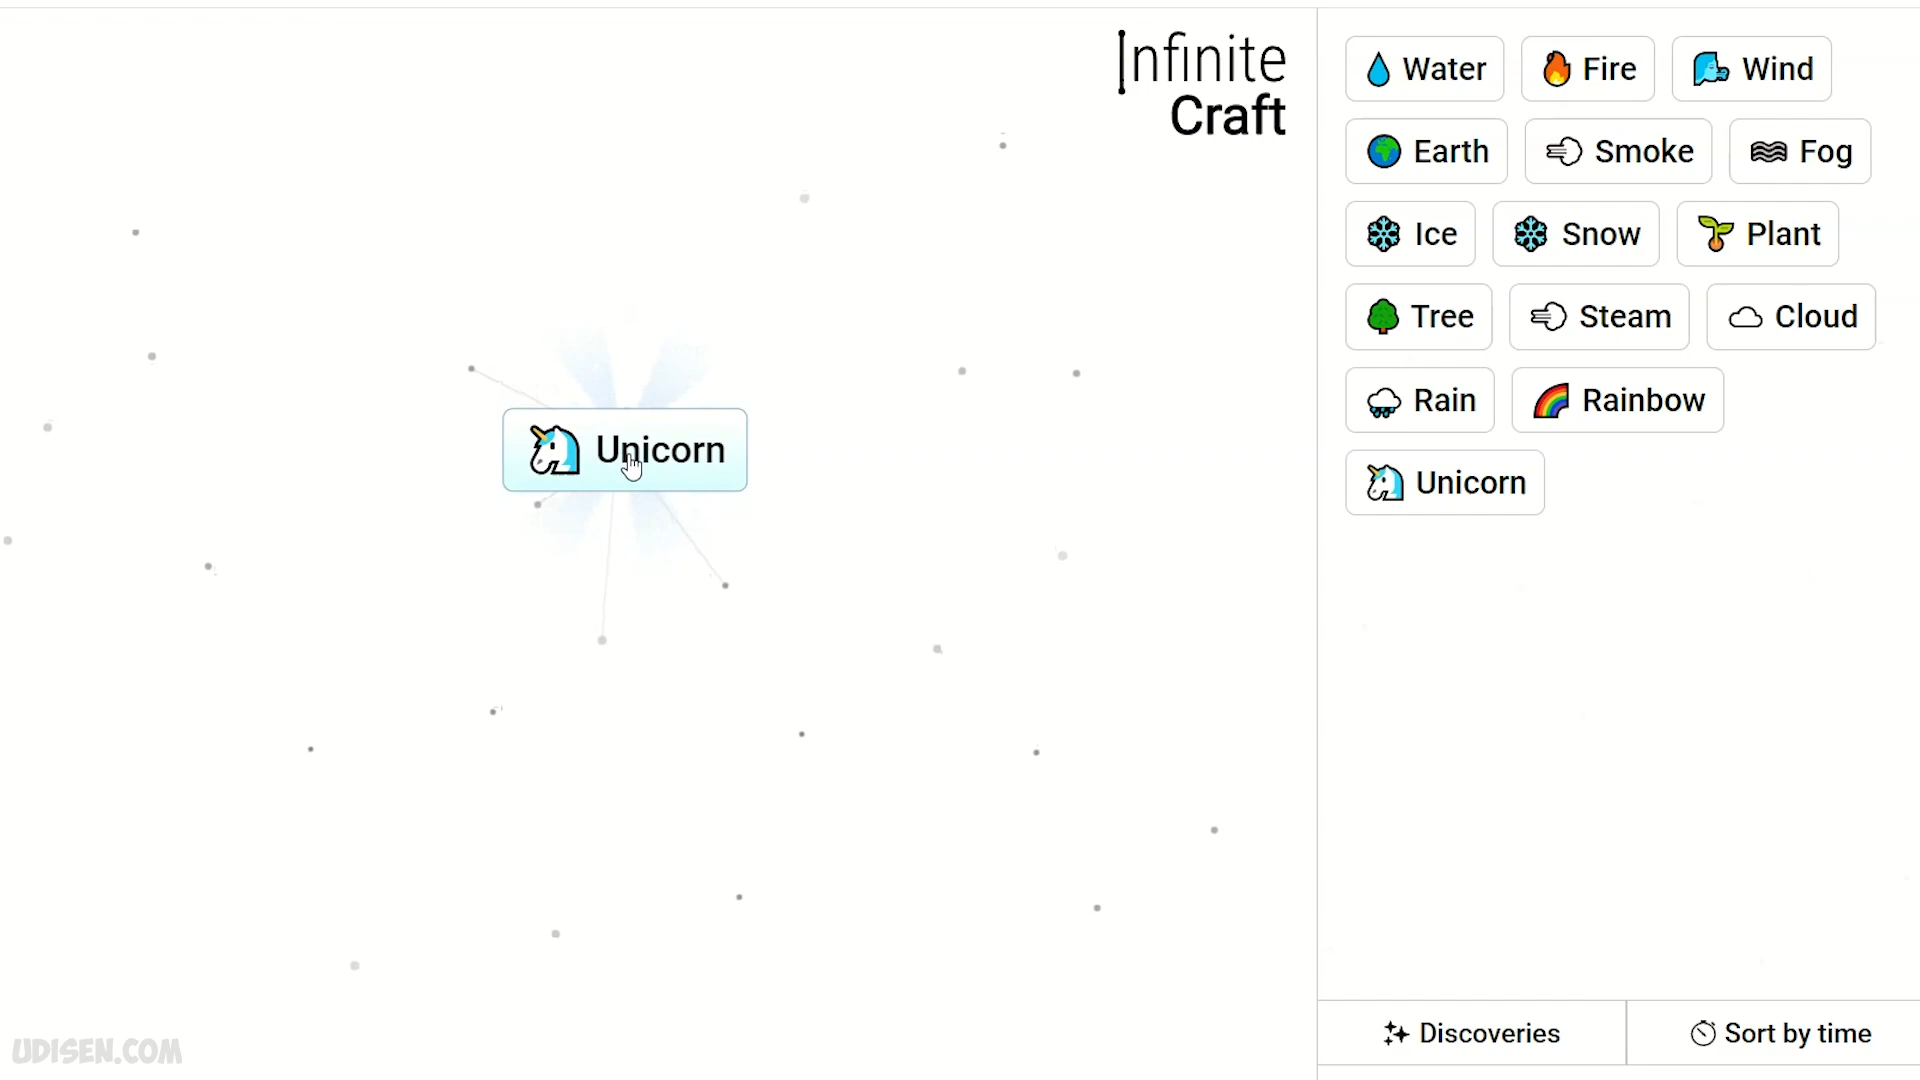 Infinite
Craft
Unicorn
Water
Fire
Wind
Earth
Smoke
Fog
Ice
Snow
Plant
Tree
Steam
Cloud
Rain
Rainbow
Unicorn
Discoveries
Sort by time
UDISEN.COM